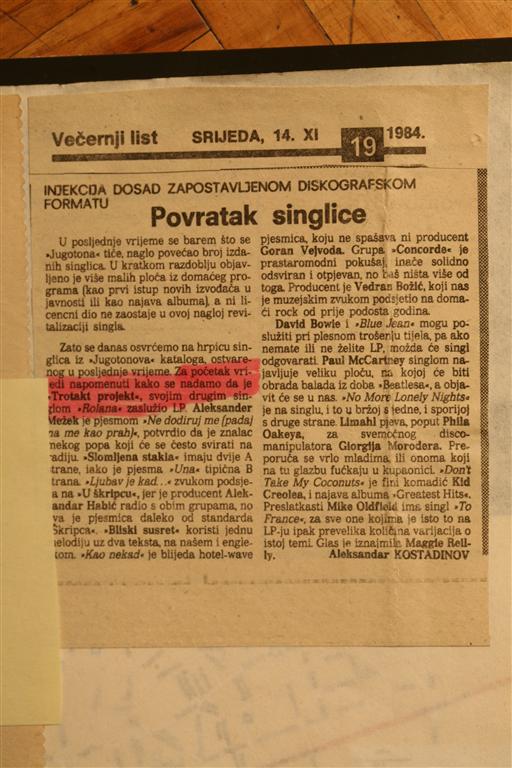 Večernji list SRIJEDA, 14. XI 19 1984.
INJEKCIJA DOSAD ZAPOSTAVLJENOM DISKOGRAFSKOM
FORMATU
Povratak singlice
U posljednje vrijeme se barem što se
»Jugotona« tiče, naglo povećao broj izda-
nih singlica. U kratkom razdoblju objav-
ljeno je više malih ploča iz domaćeg pro-
grama (kao prvi istup novih izvođača u
javnosti ili kao najava albuma), a ni li-
cencni dio ne zaostaje u ovoj nagloj revi-
talizaciji singla.
Zato se danas osvrćemo na hrpicu sin-
glica iz »Jugotonova« kataloga, ostvare-
nog u posljednje vrijeme. Za početak vri-
jedi napomenuti kako se nadamo da je
»Trotakt projekt«, svojim drugim sin-
glom »Rolana« zaslužio LP. Aleksander
Mežek je pjesmom »Ne dodiruj me (padaj
na me kao prah)«, potvrdio da je znalac
nekog popa koji će se često svirati na
radiju. »Slomljena stakla« imaju dvije A
strane, iako je pjesma »Una« tipična B
trana. »Ljubav je kad...« zvukom podsje-
a na »U škripcu«, jer je producent Alek-
sandar Habić radio s obim grupama, no
va je pjesmica daleko od standarda
Škripca«. »Bliski susret« koristi jednu
melodiju uz dva teksta, na našem i engle-
tom. »Kao nekad« je blijeda hotel-wave
pjesmica, koju ne spašava ni producent
Goran Vejvoda. Grupa »Concorde« je
prastaromodni pokušaj, inače solidno
odsviran i otpjevan, no baš ništa više od
toga. Producent je Vedran Božić, koji nas
je muzejskim zvukom podsjetio na doma-
ći rock od prije podosta godina.
David Bowie i »Blue Jean« mogu po-
služiti pri plesnom trošenju tijela, pa ako
nemate ili ne želite LP, možda će singl
odgovarati. Paul McCartney singlom na-
javljuje veliku ploču, na kojoj će biti
obrada balada iz doba »Beatlesa«, a obja-
vit će se u nas. »No More Lonely Nights«
je na singlu, i to u bržoj s jedne, i sporijoj
s druge strane. Limahl pjeva, poput Phila
Oakeya, za svemoćnog disco-
manipulatora Giorgija Morodera. Pre-
poruča se vrlo mladima ili onoma koji
na tu glazbu fućkaju u kupaonici. »Don't
Take My Coconuts« je fini komadić Kid
Creolea, i najava albuma »Greatest Hits«.
Preslatkasti Mike Oldfield ima singl »To
France«, za sve one kojima je isto to na
LP-ju ipak prevelika količina varijacija o
istoj temi. Glas je iznajmila Maggie Reil-
ly. Aleksandar KOSTADINOV